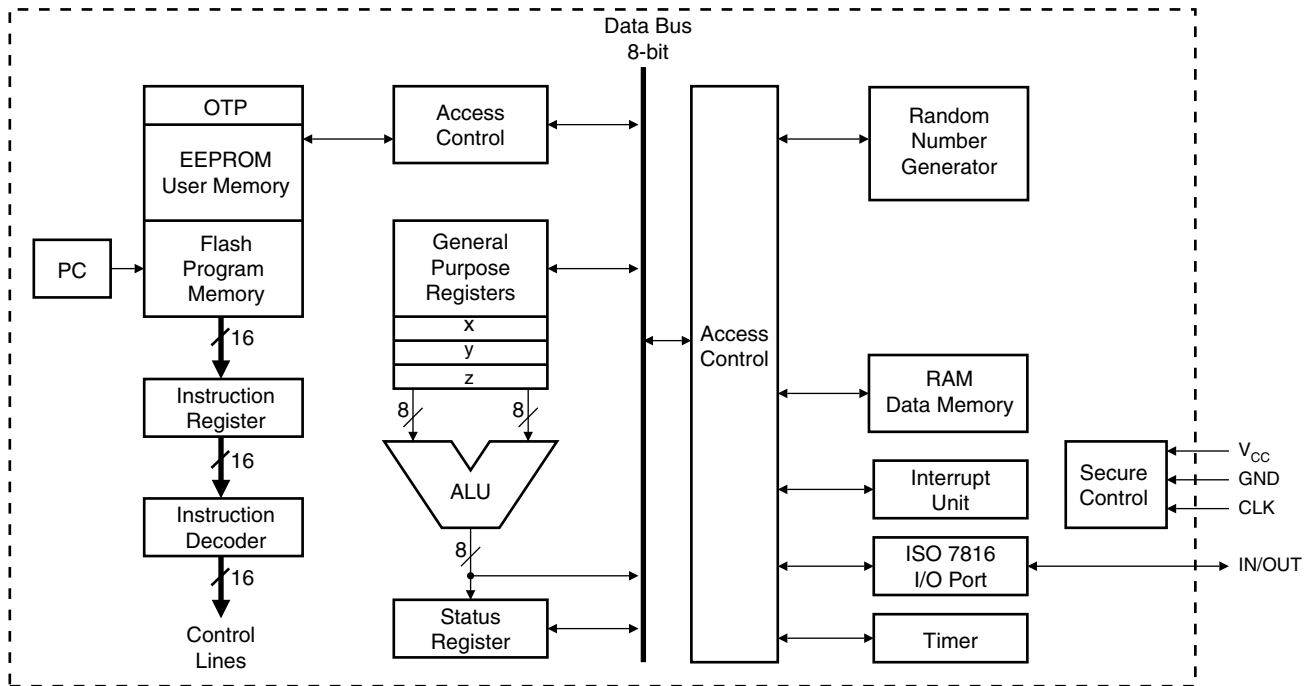 Data Bus
8-bit
OTP
EEPROM
User Memory
Flash
Program
Memory
PC
16
Instruction
Register
16
Instruction
Decoder
16
Control
Lines
Access
Control
General
Purpose
Registers
x
y
z
8
8
ALU
8
Status
Register
Access
Control
Random
Number
Generator
RAM
Data Memory
Interrupt
Unit
ISO 7816
I/O Port
Timer
Secure
Control
VCC
GND
CLK
IN/OUT